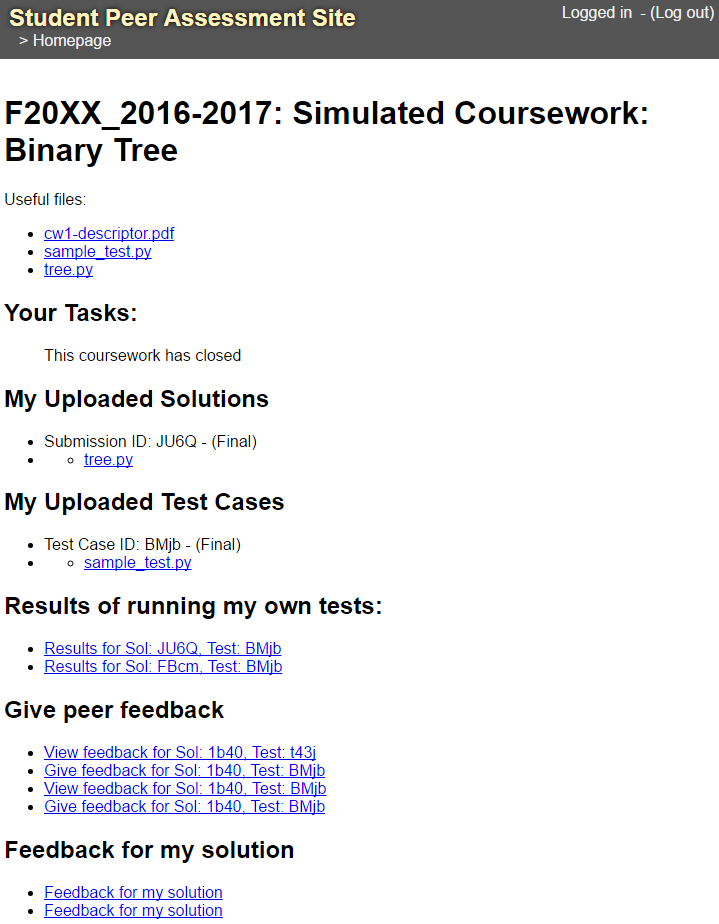 Student Peer Assessment Site
Logged in - (Log out)
> Homepage
F20XX_2016-2017: Simulated Coursework:
Binary Tree
Useful files:
cw1-descriptor.pdf
sample_test.py
tree.py
Your Tasks:
This coursework has closed
My Uploaded Solutions
Submission ID: JU6Q - (Final)
tree.py
My Uploaded Test Cases
Test Case ID: BMjb - (Final)
sample_test.py
Results of running my own tests:
Results for Sol: JU6Q, Test: BMjb
Results for Sol: FBcm, Test: BMjb
Give peer feedback
View feedback for Sol: 1b40, Test: t43j
Give feedback for Sol: 1b40, Test: BMjb
View feedback for Sol: 1b40, Test: BMjb
Give feedback for Sol: 1b40, Test: BMjb
Feedback for my solution
Feedback for my solution
Feedback for my solution